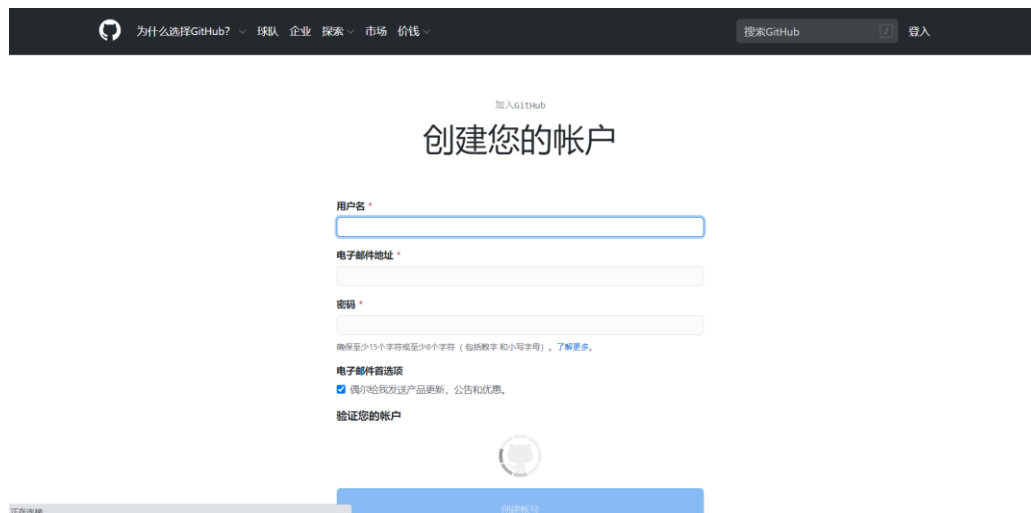 为什么选择GitHub? 球队 企业 探索 市场 价钱 搜索GitHub / 登入
加入GitHub
创建您的帐户
用户名 *
电子邮件地址 *
密码 *
确保至少15个字符或至少8个字符（包括数字和小写字母）。了解更多。
电子邮件首选项
偶尔给我发送产品更新，公告和优惠。
验证您的帐户
创建帐户